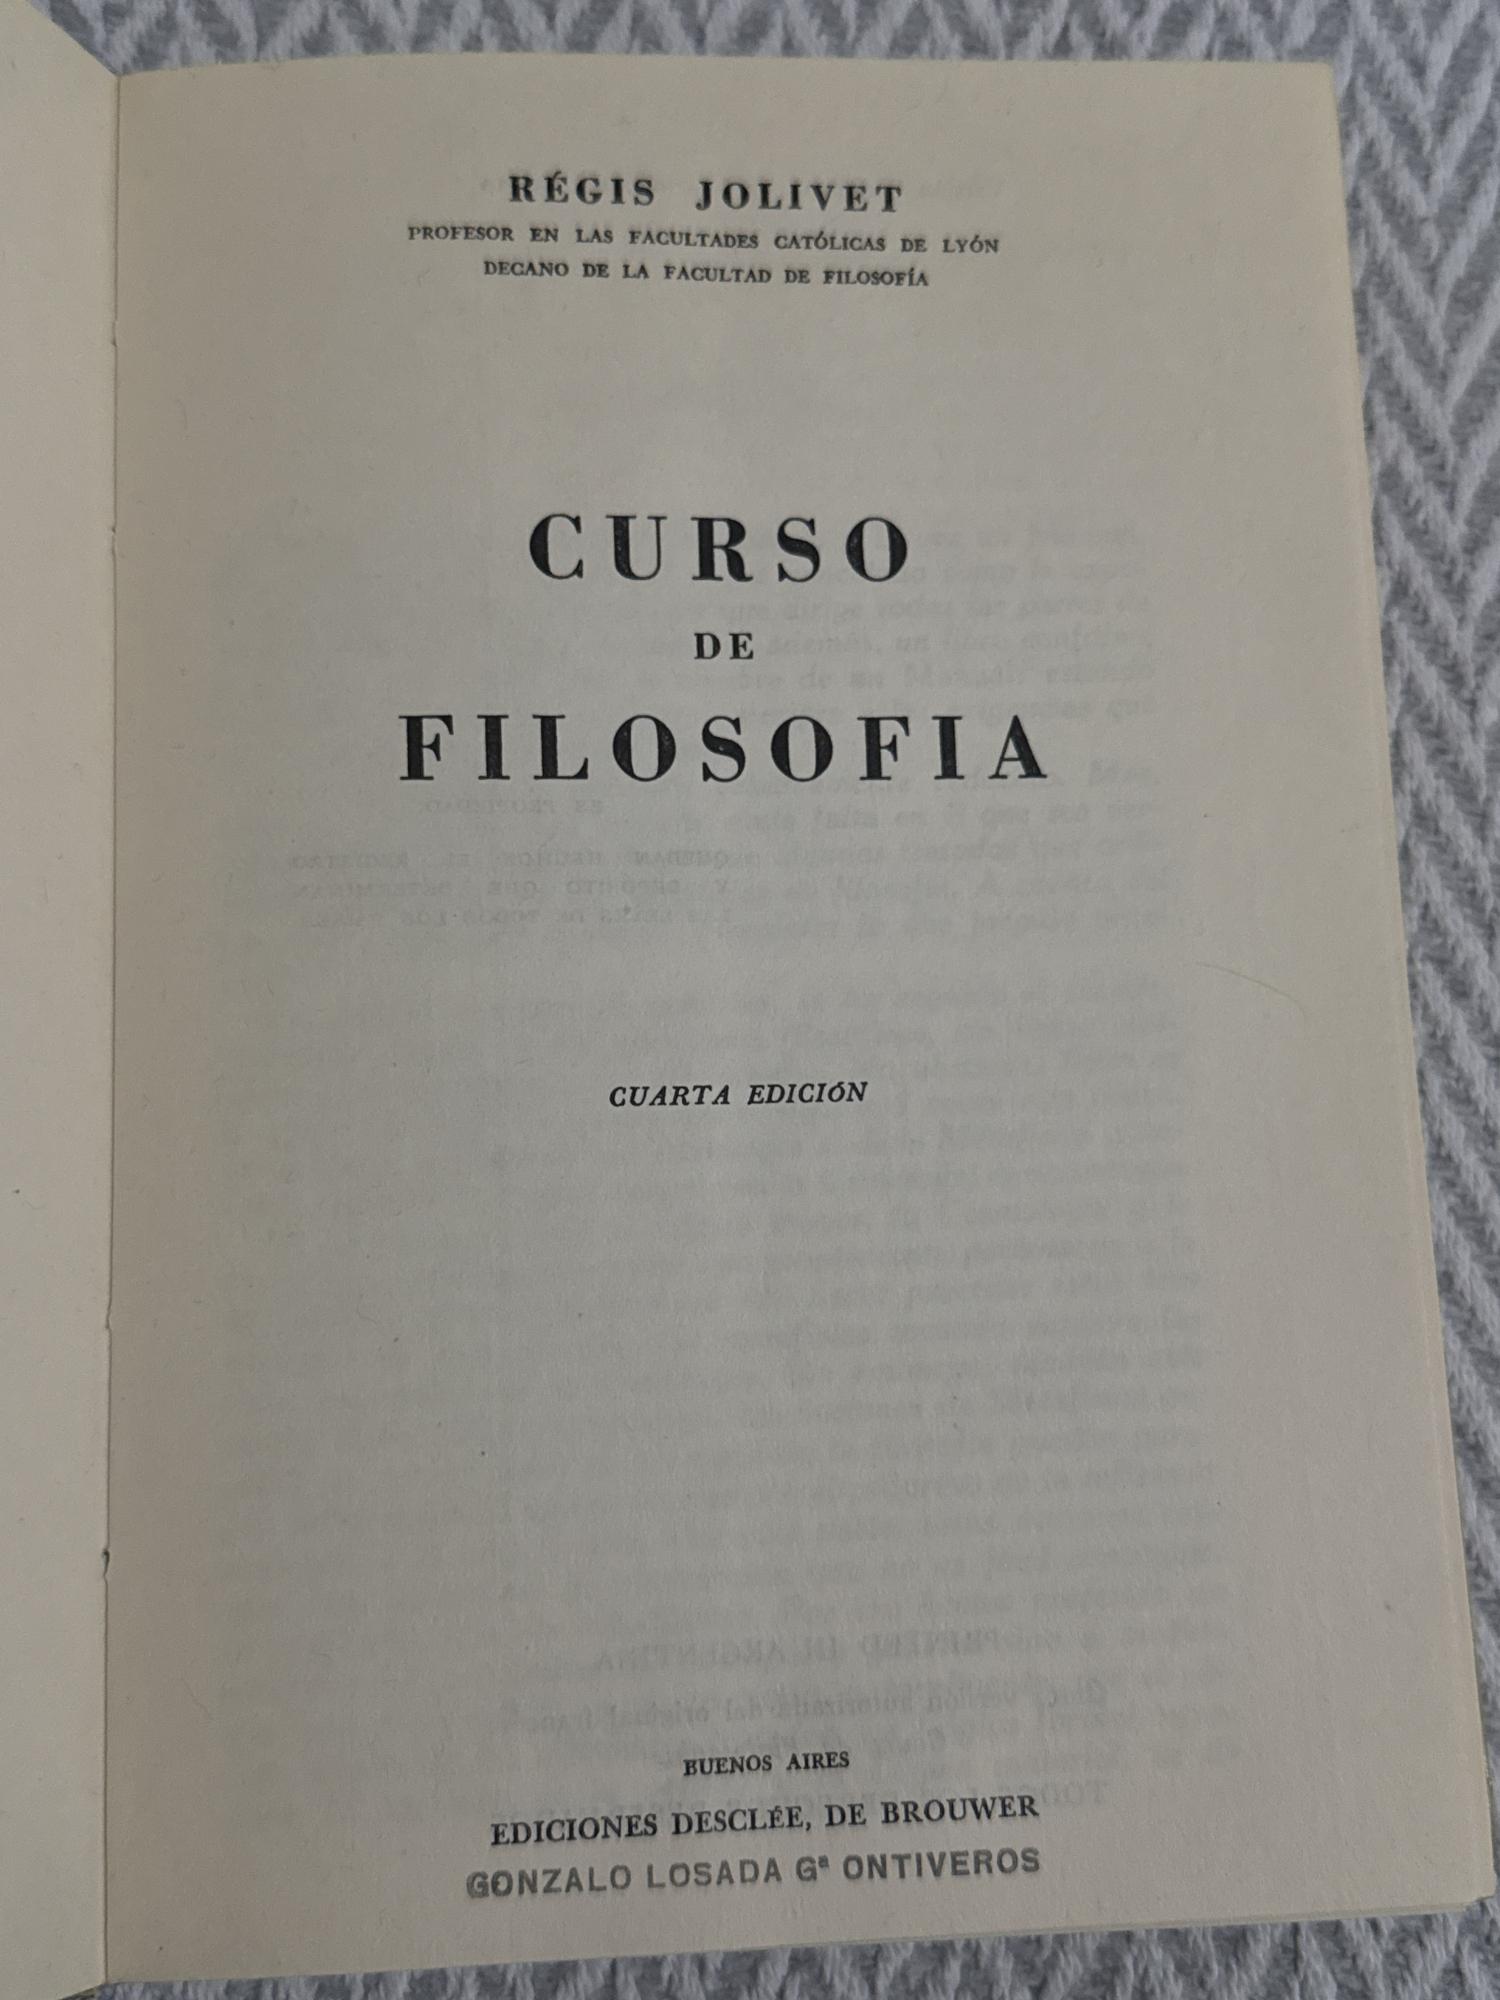 RÉGIS JOLIVET
PROFESOR EN LAS FACULTADES CATÓLICAS DE LYÓN
DECANO DE LA FACULTAD DE FILOSOFÍA
CURSO
DE
FILOSOFIA
CUARTA EDICIÓN
BUENOS AIRES
EDICIONES DESCLÉE, DE BROUWER
GONZALO LOSADA Gª ONTIVEROS